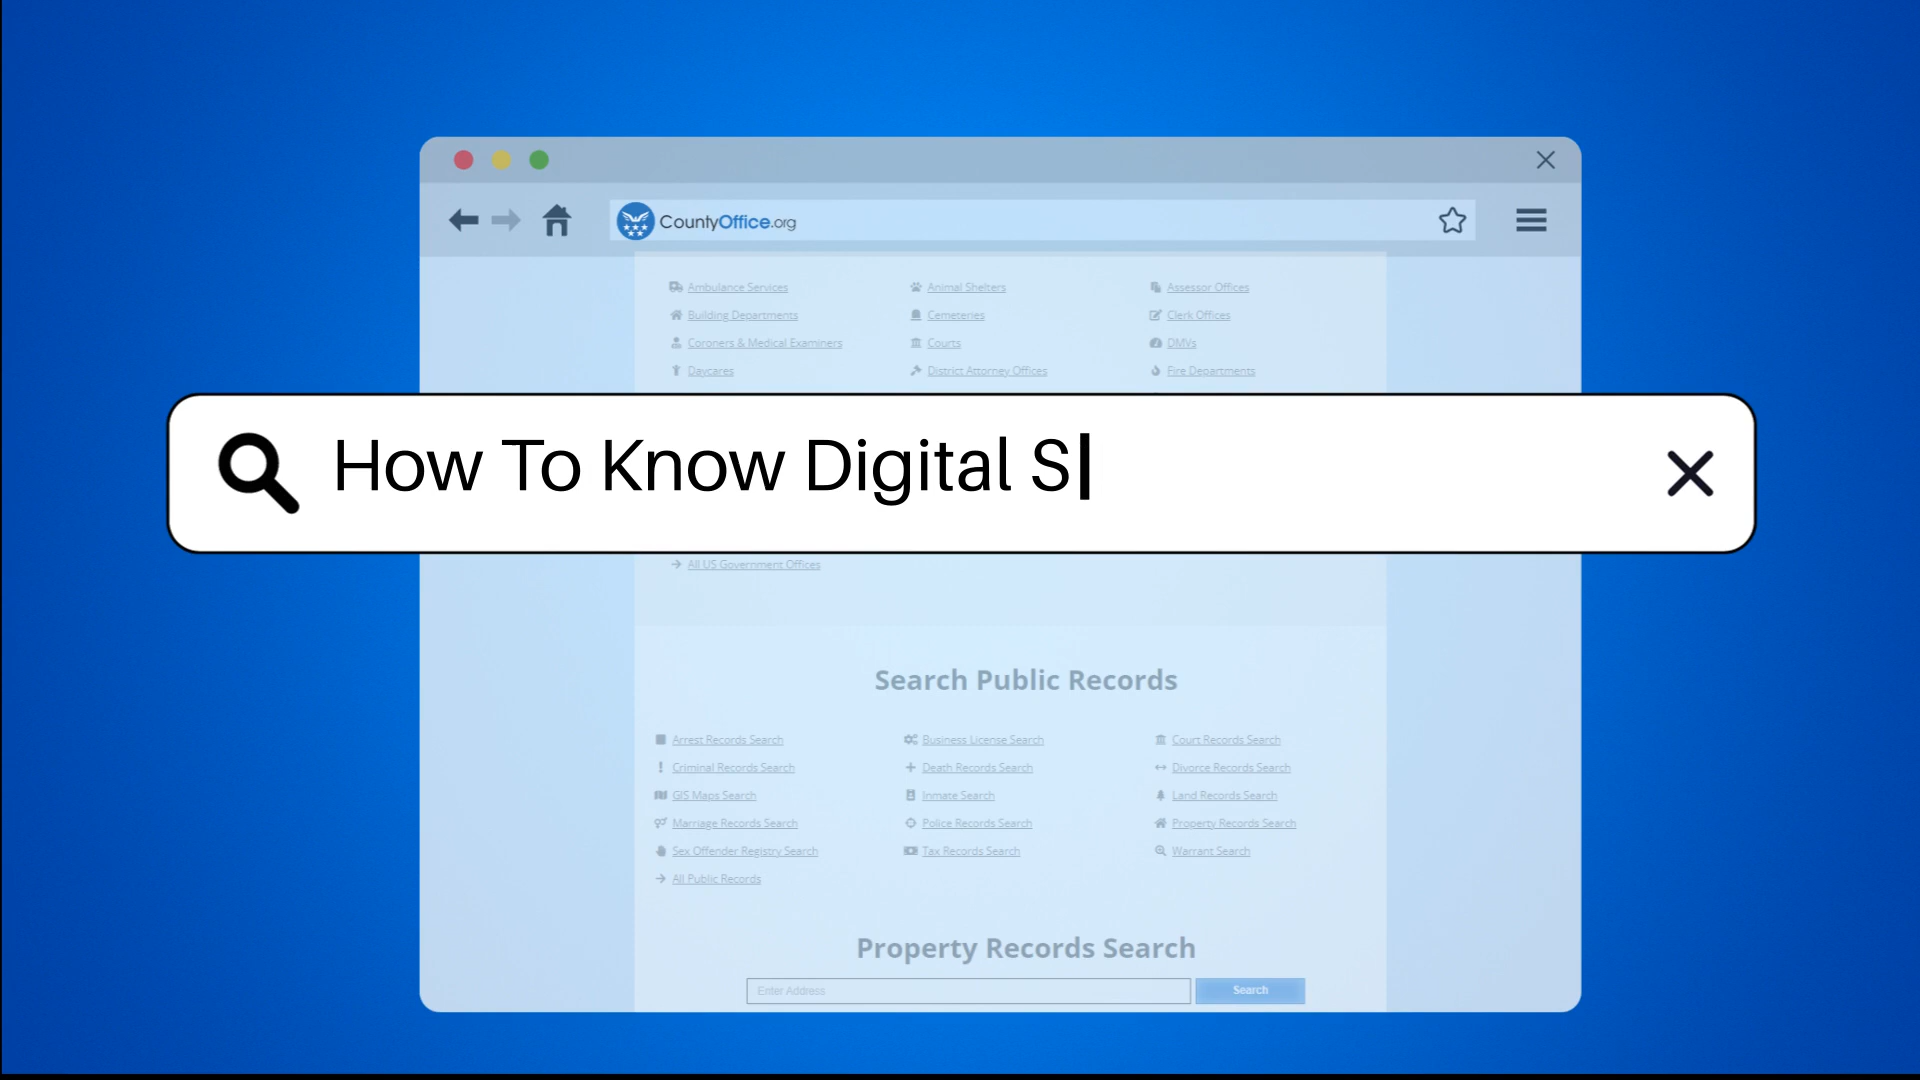 CountyOffice.org
Ambulance Services Animal Shelters Assessor Offices
Building Departments Cemeteries Clerk Offices
Coroners & Medical Examiners Courts DMVs
Daycares District Attorney Offices Fire Departments
How To Know Digital S
All US Government Offices
Search Public Records
Arrest Records Search Business License Search Court Records Search
Criminal Records Search Death Records Search Divorce Records Search
GIS Maps Search Inmate Search Land Records Search
Marriage Records Search Police Records Search Property Records Search
Sex Offender Registry Search Tax Records Search Warrant Search
All Public Records
Property Records Search
Enter Address Search